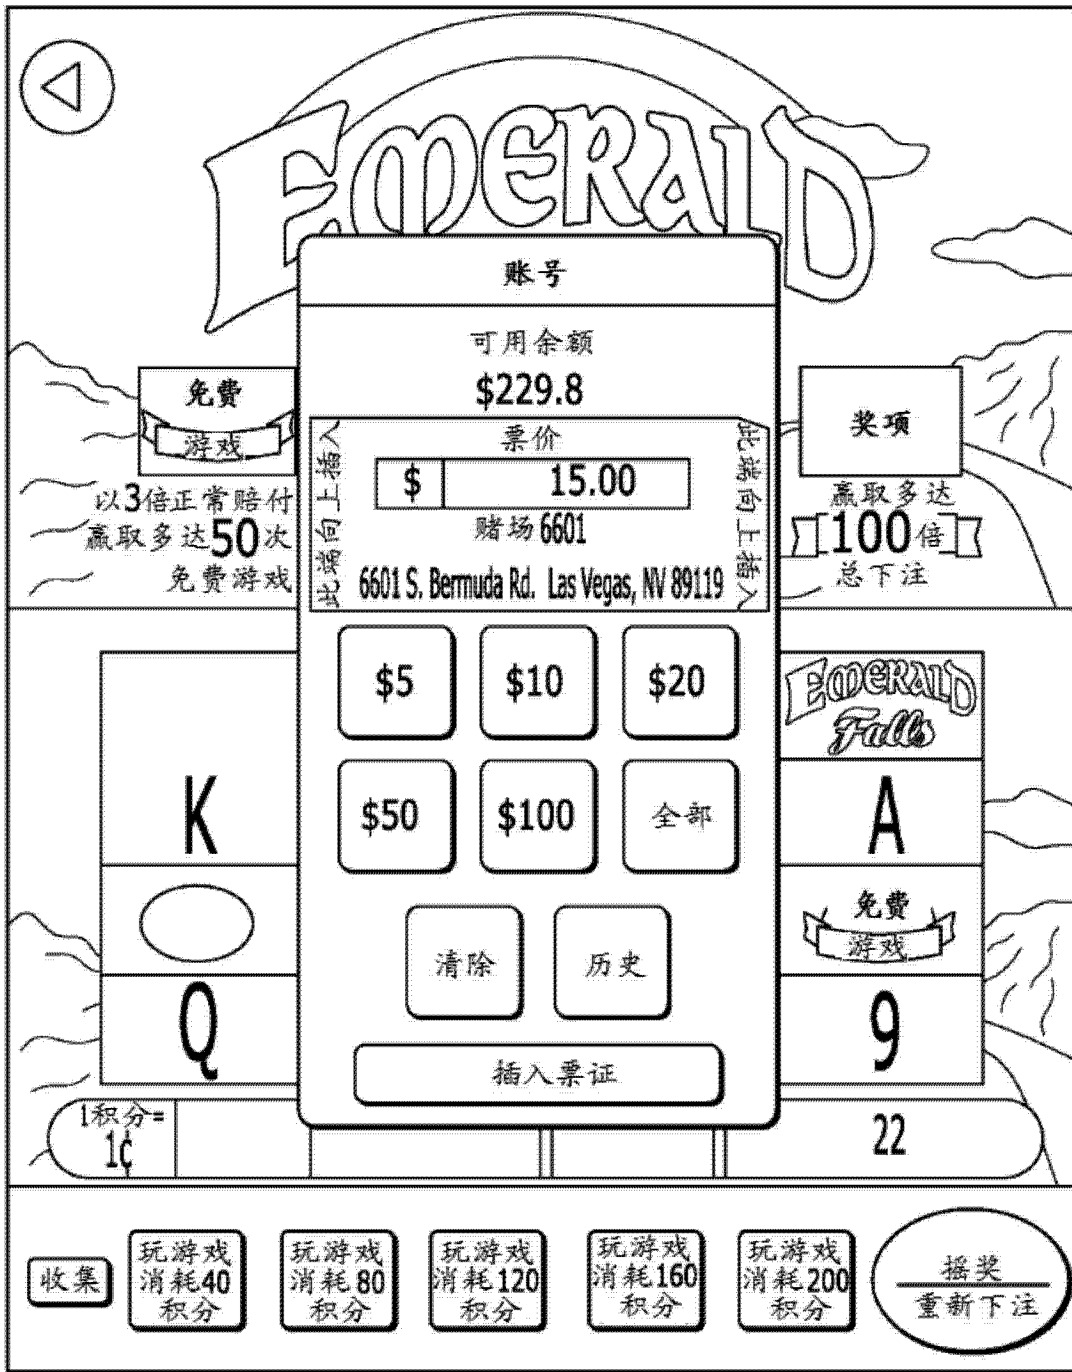 EMERALD
账号
可用余额
$229.8
此端向上插入
票价
$ 15.00
赌场6601
6601 S. Bermuda Rd. Las Vegas, NV 89119
此端向上插入
免费
游戏
以3倍正常赔付
赢取多达50次
免费游戏
奖项
赢取多达
100倍
总下注
$5 $10 $20
$50 $100 全部
清除 历史
插入票证
K
Q
EMERALD
Falls
A
免费
游戏
9
1积分=
1¢
22
收集
玩游戏
消耗40
积分
玩游戏
消耗80
积分
玩游戏
消耗120
积分
玩游戏
消耗160
积分
玩游戏
消耗200
积分
摇奖
重新下注